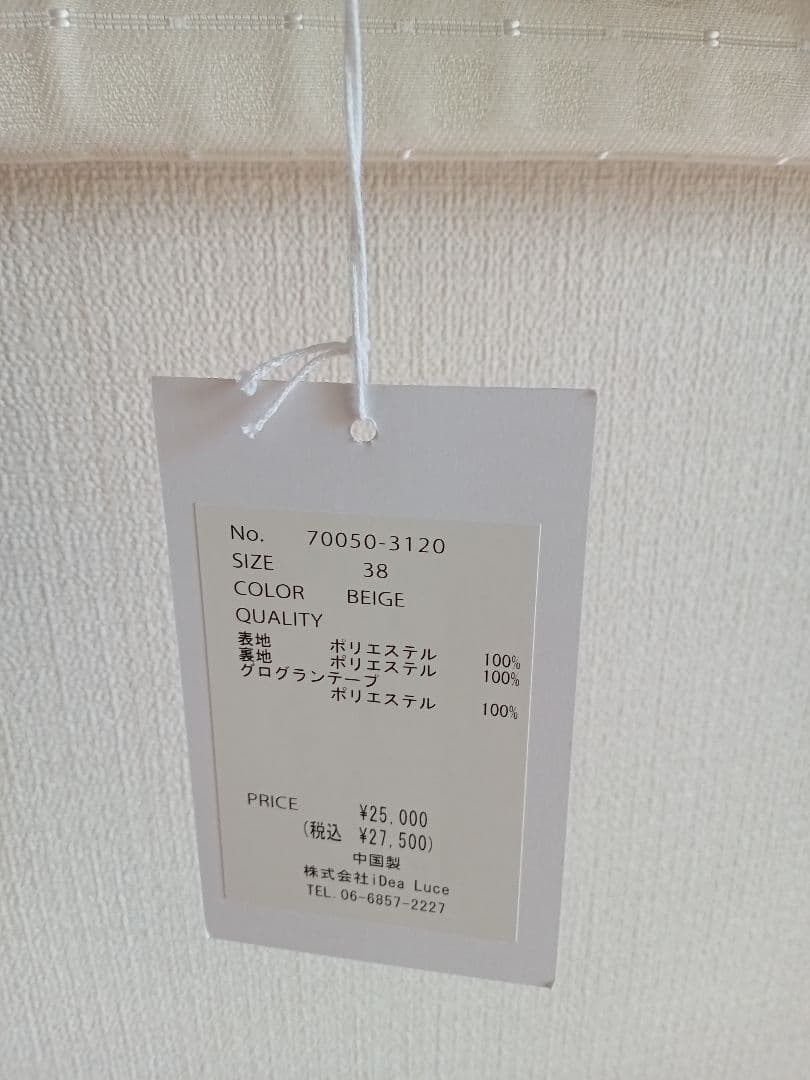 No. 70050-3120
SIZE 38
COLOR BEIGE
QUALITY
表地 ポリエステル 100%
裏地 ポリエステル 100%
グログランテープ
ポリエステル 100%
PRICE ¥25,000
(税込 ¥27,500)
中国製
株式会社iDea Luce
TEL.06-6857-2227